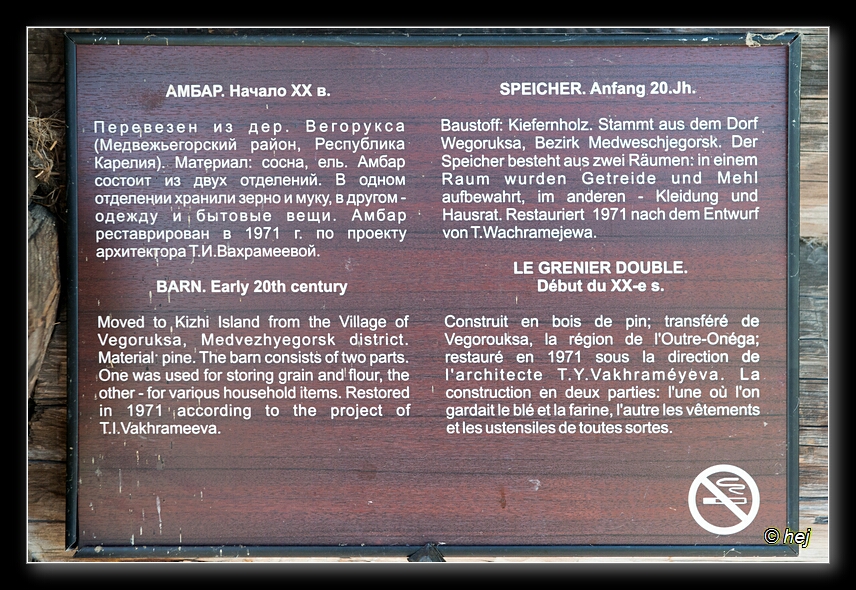 АМБАР. Начало XX в.
Перевезен из дер. Вегорукса
(Медвежьегорский район, Республика
Карелия). Материал: сосна, ель. Амбар
состоит из двух отделений. В одном
отделении хранили зерно и муку, в другом -
одежду и бытовые вещи. Амбар
реставрирован в 1971 г. по проекту
архитектора Т.И.Вахрамеевой.
BARN. Early 20th century
Moved to Kizhi Island from the Village of
Vegoruksa, Medvezhyegorsk district.
Material: pine. The barn consists of two parts.
One was used for storing grain and flour, the
other - for various household items. Restored
in 1971 according to the project of
T.I.Vakhrameeva.
SPEICHER. Anfang 20.Jh.
Baustoff: Kiefernholz. Stammt aus dem Dorf
Wegoruksa, Bezirk Medweschjegorsk. Der
Speicher besteht aus zwei Räumen: in einem
Raum wurden Getreide und Mehl
aufbewahrt, im anderen - Kleidung und
Hausrat. Restauriert 1971 nach dem Entwurf
von T.Wachramejewa.
LE GRENIER DOUBLE.
Début du XX-e s.
Construit en bois de pin; transféré de
Vegorouksa, la région de l'Outre-Onéga;
restauré en 1971 sous la direction de
l'architecte T.Y.Vakhraméyeva. La
construction en deux parties: l'une où l'on
gardait le blé et la farine, l'autre les vêtements
et les ustensiles de toutes sortes.
© hej